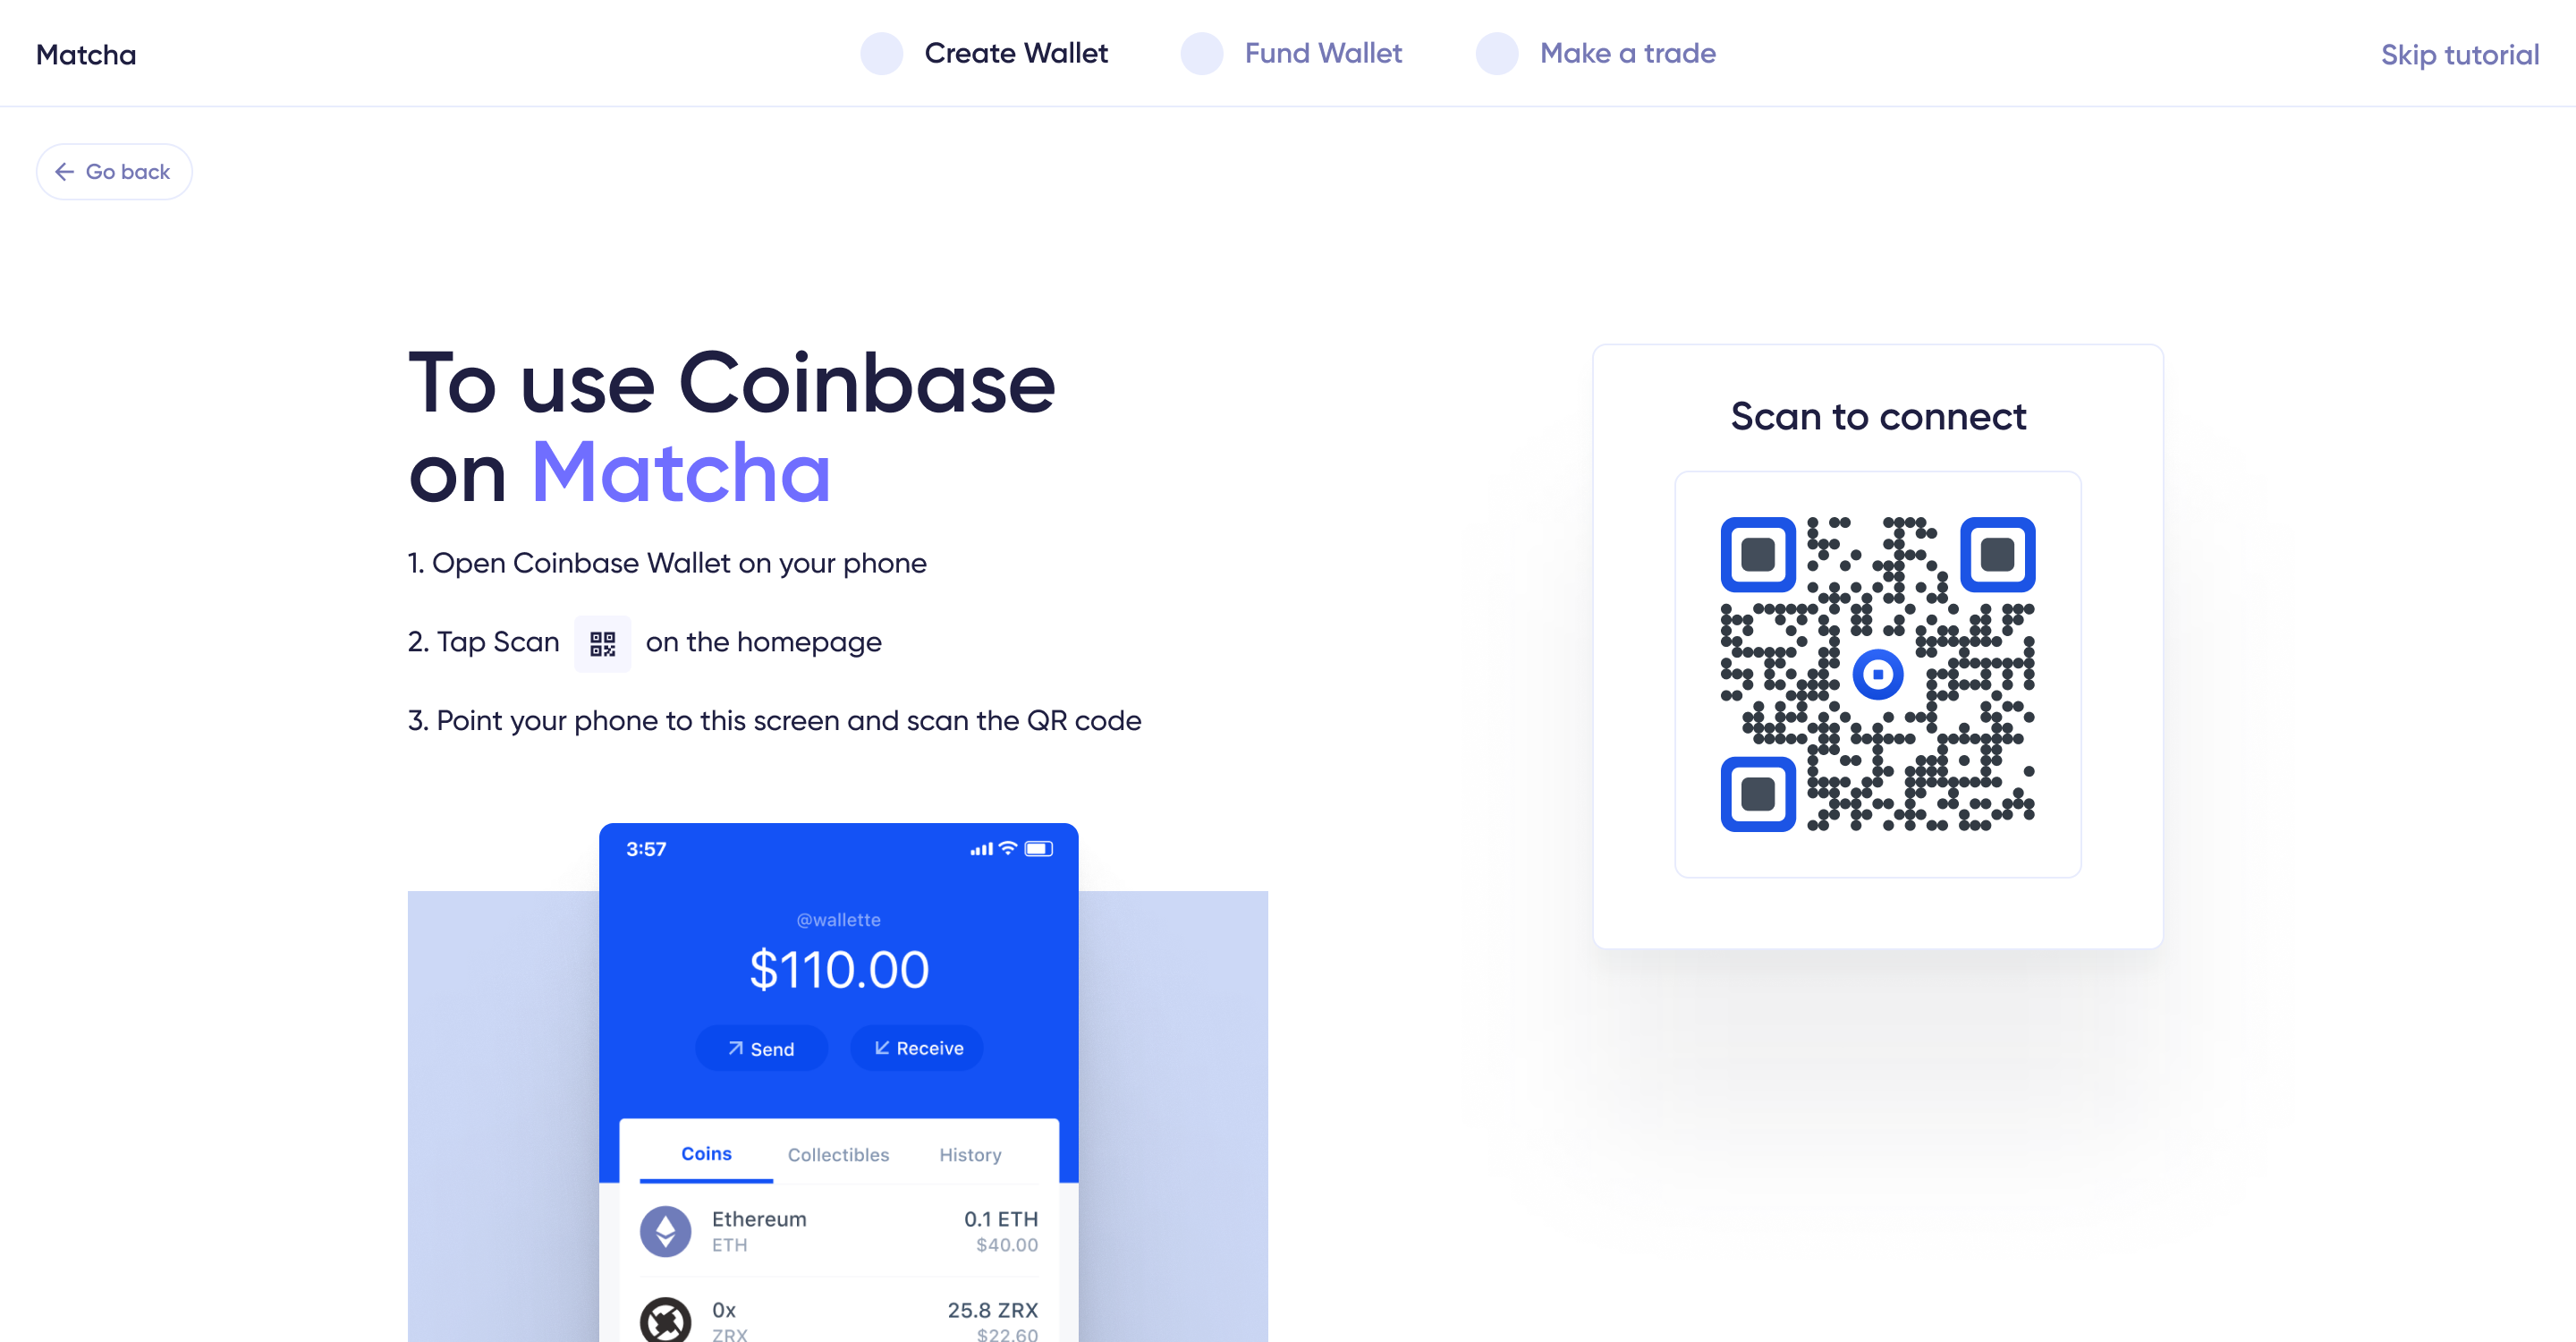 Matcha
Create Wallet
Fund Wallet
Make a trade
Skip tutorial
Go back
To use Coinbase
on Matcha
1. Open Coinbase Wallet on your phone
2. Tap Scan on the homepage
3. Point your phone to this screen and scan the QR code
Scan to connect
3:57
@wallette
$110.00
Send
Receive
Coins
Collectibles
History
Ethereum
0.1 ETH
ETH
$40.00
0x
25.8 ZRX
ZRX
$22.60